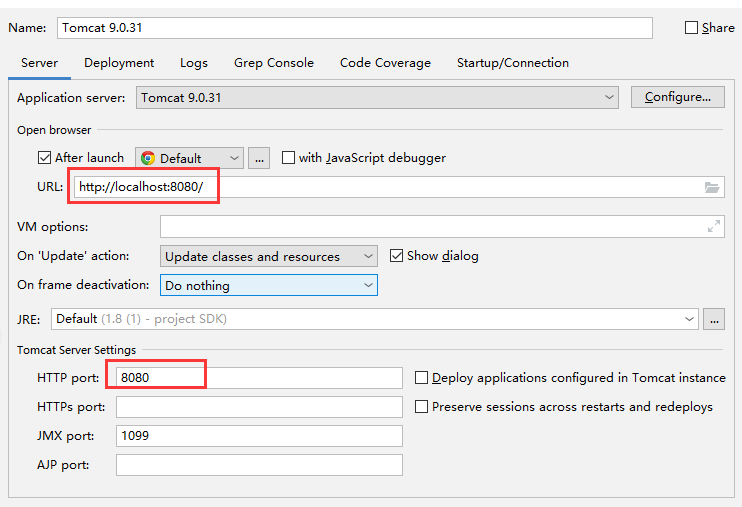 Name: Tomcat 9.0.31 Share
Server Deployment Logs Grep Console Code Coverage Startup/Connection
Application server: Tomcat 9.0.31 Configure...
Open browser
After launch Default ... with JavaScript debugger
URL: http://localhost:8080/
VM options:
On 'Update' action: Update classes and resources Show dialog
On frame deactivation: Do nothing
JRE: Default (1.8 (1) - project SDK) ...
Tomcat Server Settings
HTTP port: 8080 Deploy applications configured in Tomcat instance
HTTPs port: Preserve sessions across restarts and redeploys
JMX port: 1099
AJP port: